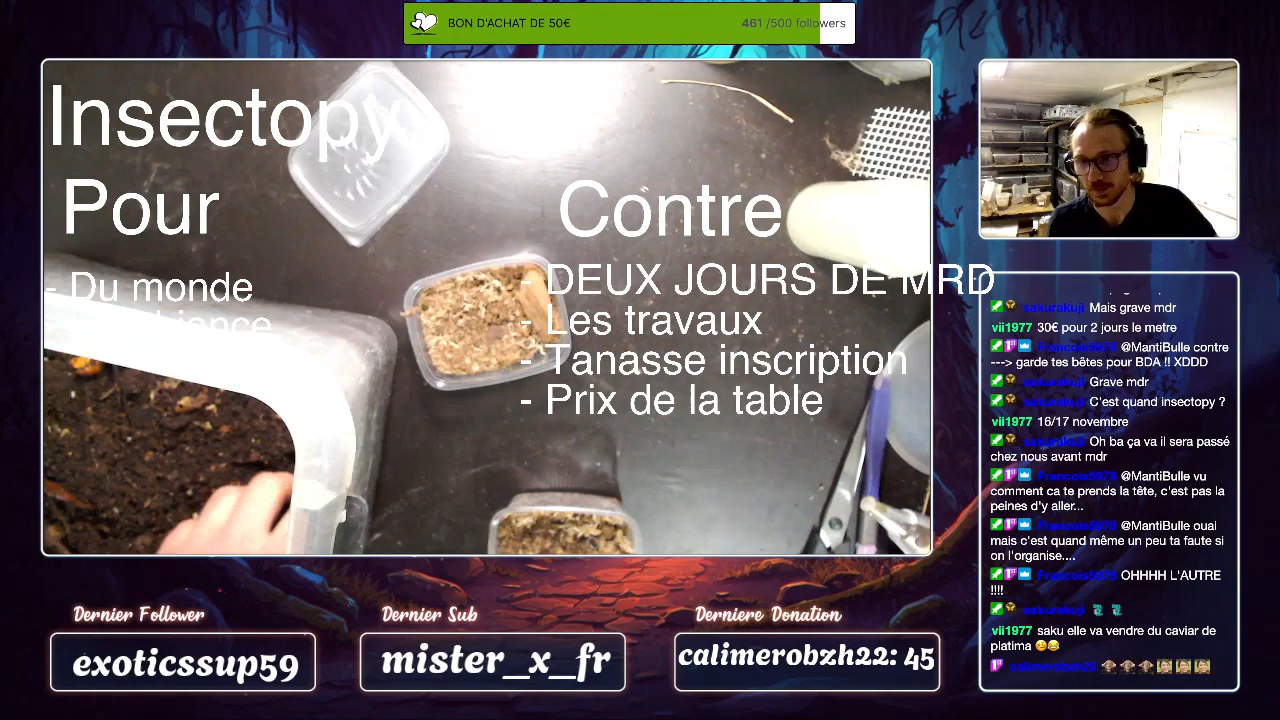 BON D'ACHAT DE 50€
461 /500 followers
Insectopy
Pour
Contre
- Du monde
- DEUX JOURS DE MRD
- Les travaux
- Tanasse inscription
- Prix de la table
sakurakuji Mais grave mdr
vii1977 30€ pour 2 jours le metre
Francois5978 @MantiBulle contre
---> garde tes bêtes pour BDA !! XDDD
sakurakuji Grave mdr
sakurakuji C'est quand insectopy ?
vii1977 16/17 novembre
sakurakuji Oh ba ça va il sera passé
chez nous avant mdr
Francois5978 @MantiBulle vu
comment ca te prends la tête, c'est pas la
peines d'y aller...
Francois5978 @MantiBulle ouai
mais c'est quand même un peu ta faute si
on l'organise....
Francois5978 OHHHH L'AUTRE
!!!!
sakurakuji
vii1977 saku elle va vendre du caviar de
platima 🙂😂
calimerobzh22
Dernier Follower
exoticssup59
Dernier Sub
mister_x_fr
Derniere Donation
calimerobzh22: 45